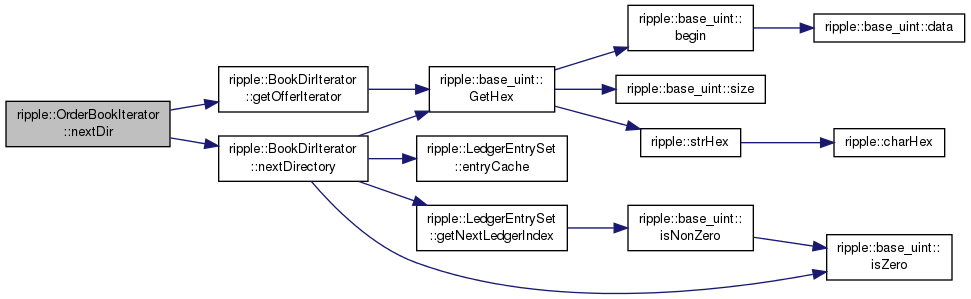 ripple::OrderBookIterator
::nextDir
ripple::BookDirIterator
::getOfferIterator
ripple::BookDirIterator
::nextDirectory
ripple::base_uint::
GetHex
ripple::LedgerEntrySet
::entryCache
ripple::LedgerEntrySet
::getNextLedgerIndex
ripple::base_uint::
begin
ripple::base_uint::size
ripple::strHex
ripple::base_uint::
isNonZero
ripple::base_uint::data
ripple::charHex
ripple::base_uint::
isZero